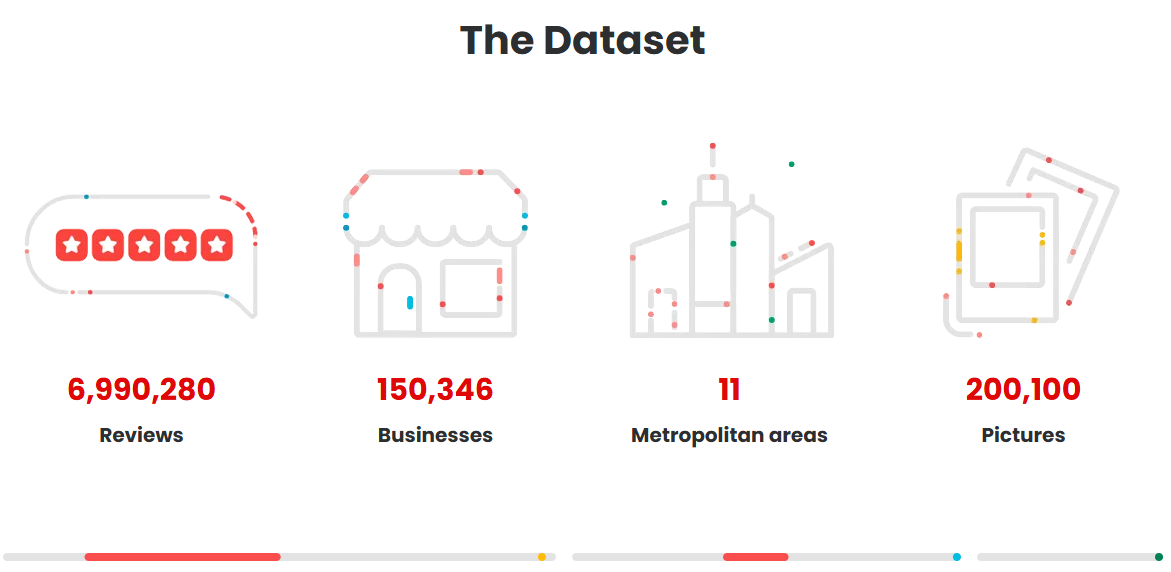 The Dataset
6,990,280
Reviews
150,346
Businesses
11
Metropolitan areas
200,100
Pictures